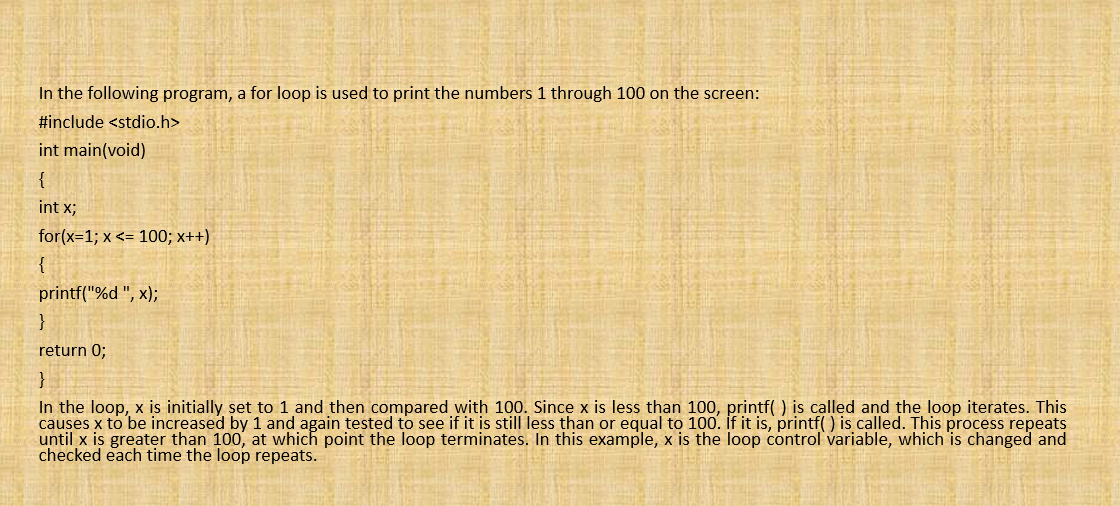 In the following program, a for loop is used to print the numbers 1 through 100 on the screen:
#include <stdio.h>
int main(void)
{
int x;
for(x=1; x <= 100; x++)
{
printf("%d ", x);
}
return 0;
}
In the loop, x is initially set to 1 and then compared with 100. Since x is less than 100, printf( ) is called and the loop iterates. This
causes x to be increased by 1 and again tested to see if it is still less than or equal to 100. If it is, printf( ) is called. This process repeats
until x is greater than 100, at which point the loop terminates. In this example, x is the loop control variable, which is changed and
checked each time the loop repeats.